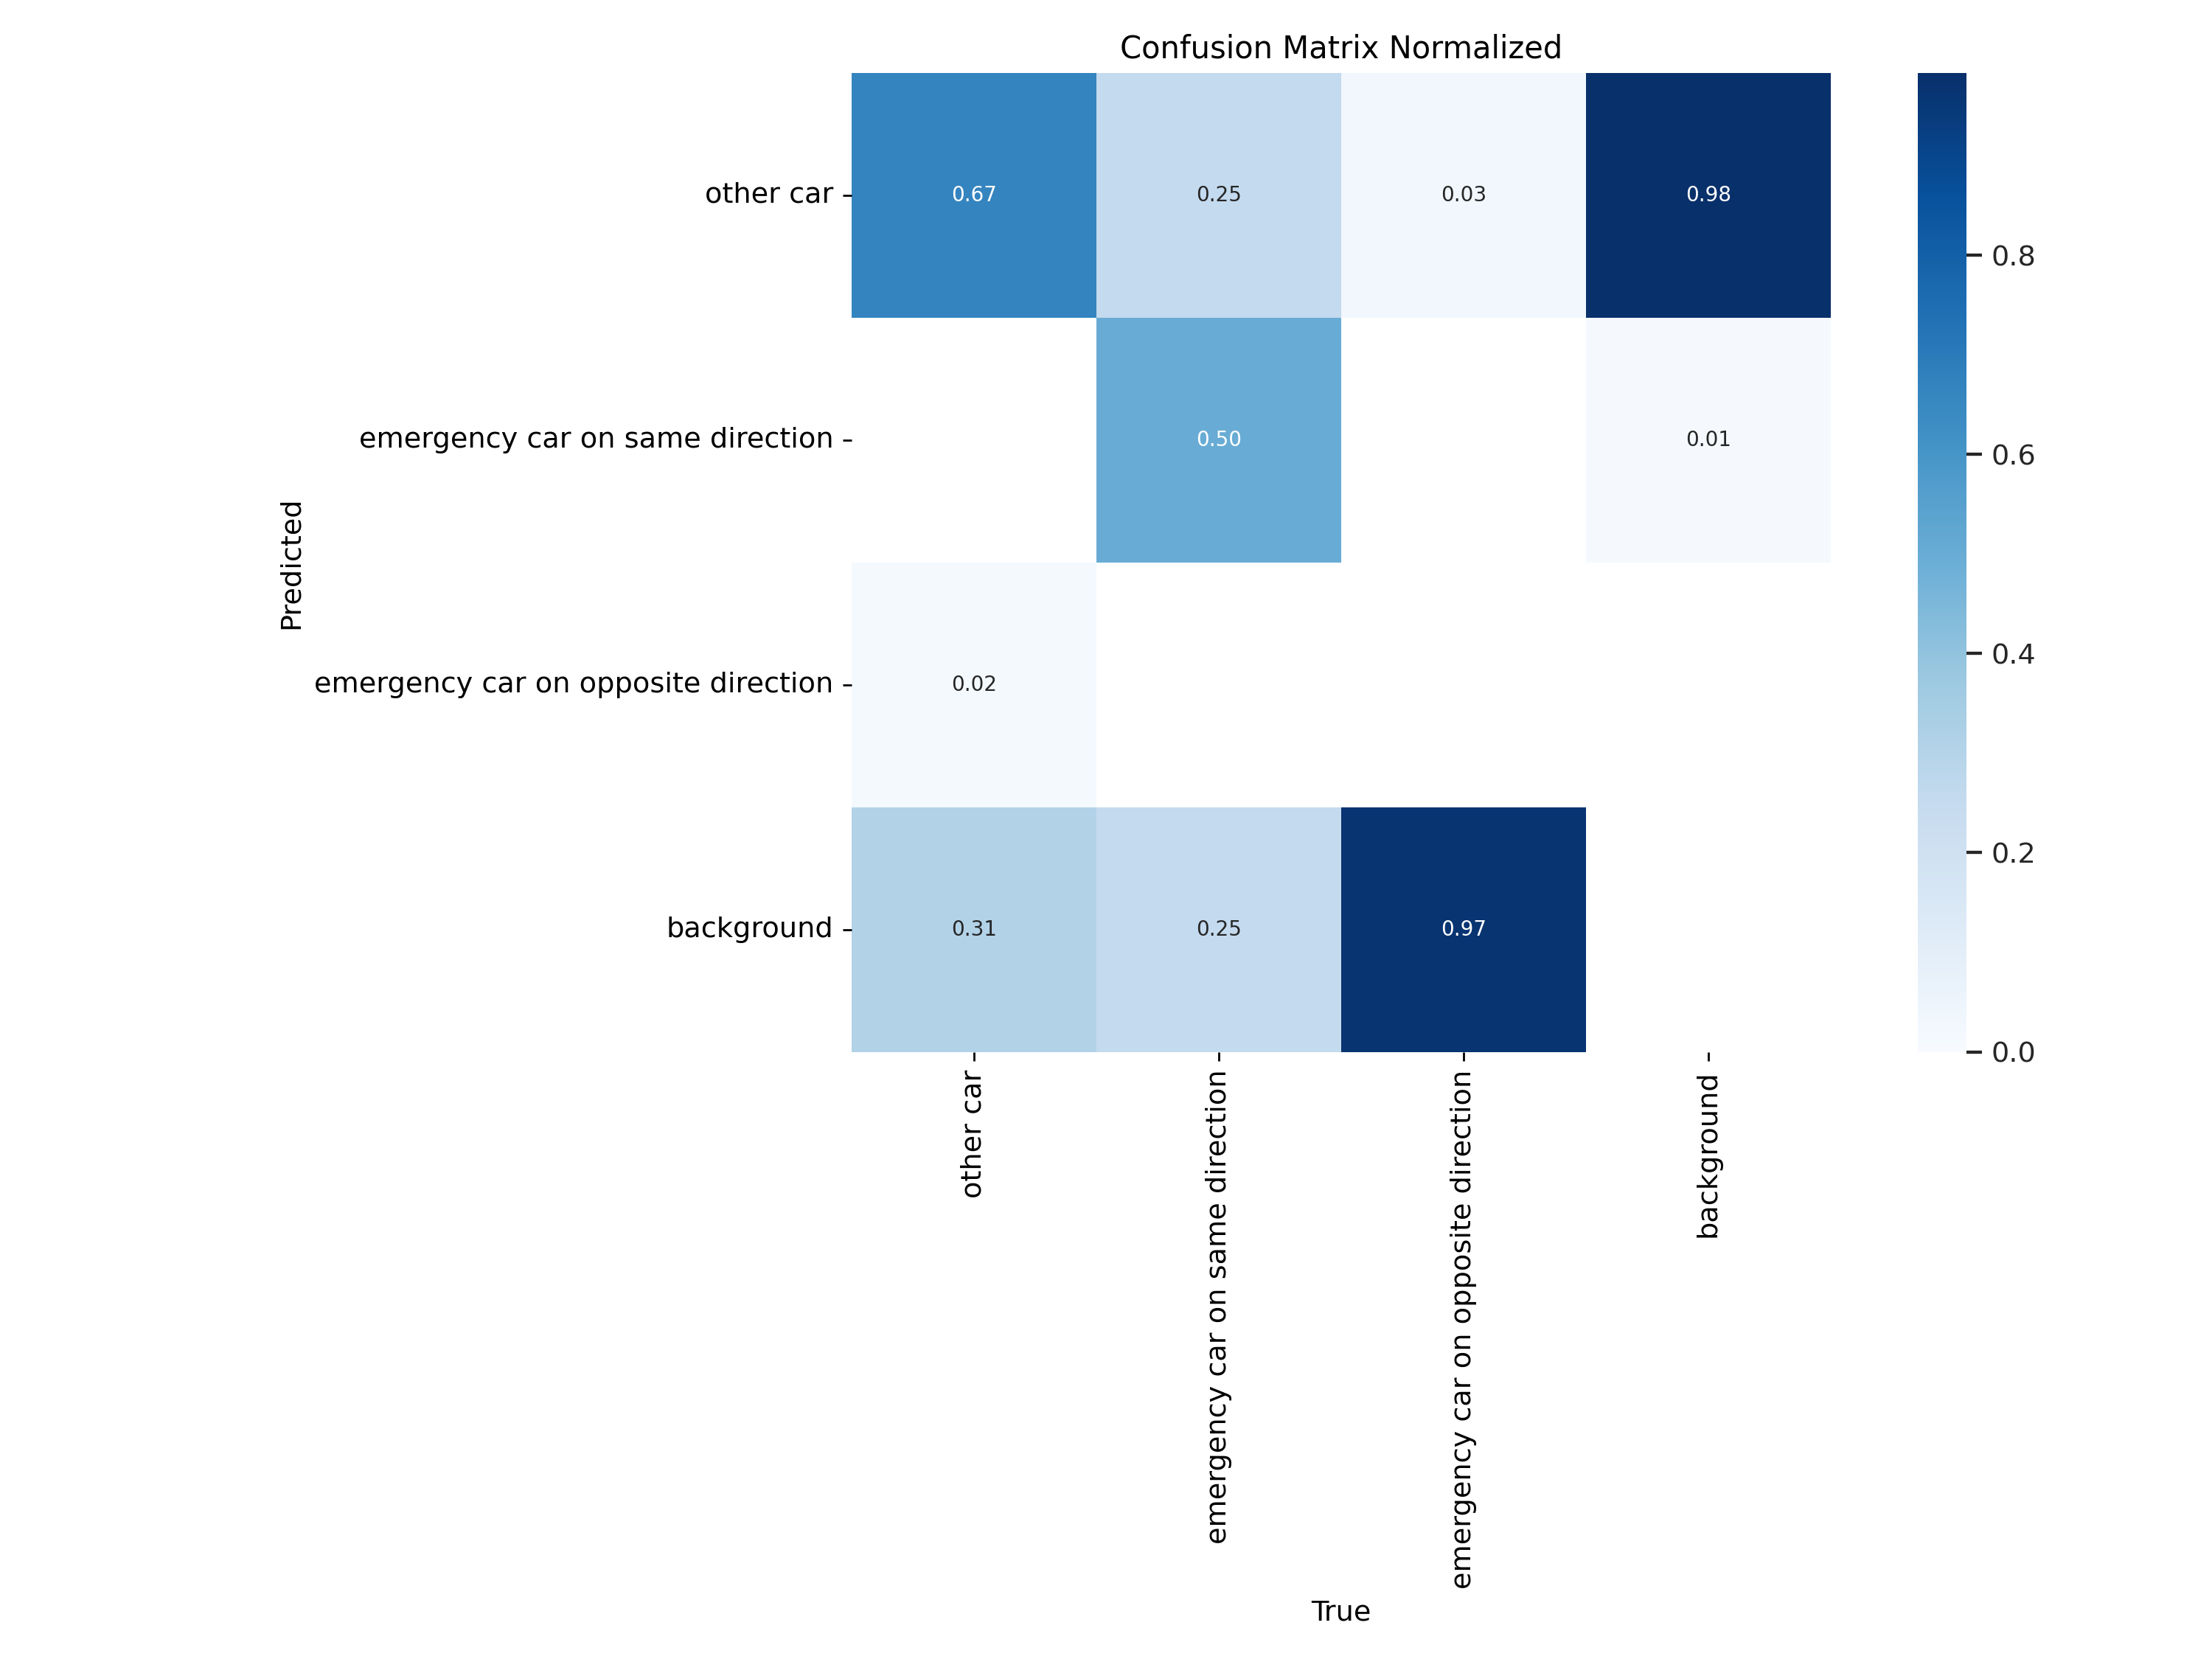 Confusion Matrix Normalized
other car
0.67
0.25
0.03
0.98
emergency car on same direction
0.50
0.01
emergency car on opposite direction
0.02
background
0.31
0.25
0.97
Predicted
other car
emergency car on same direction
emergency car on opposite direction
background
True
0.8
0.6
0.4
0.2
0.0